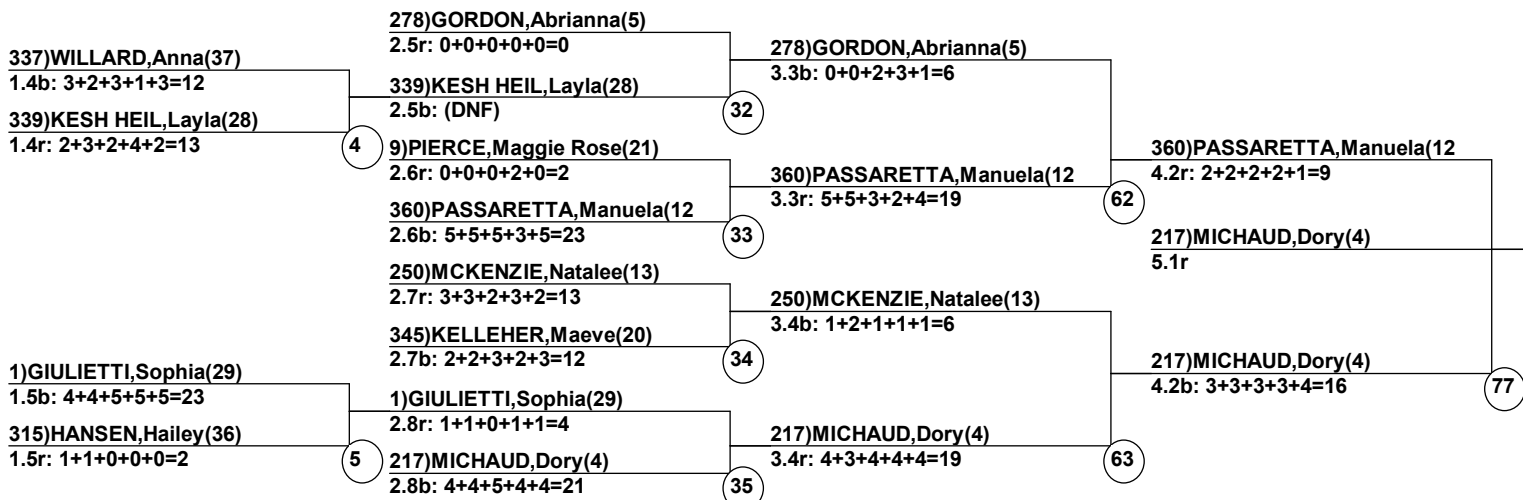 337)WILLARD,Anna(37)
1.4b: 3+2+3+1+3=12
339)KESH HEIL,Layla(28)
1.4r: 2+3+2+4+2=13
4
1)GIULIETTI,Sophia(29)
1.5b: 4+4+5+5+5=23
315)HANSEN,Hailey(36)
1.5r: 1+1+0+0+0=2
5
278)GORDON,Abrianna(5)
2.5r: 0+0+0+0+0=0
339)KESH HEIL,Layla(28)
2.5b: (DNF)
32
9)PIERCE,Maggie Rose(21)
2.6r: 0+0+0+2+0=2
360)PASSARETTA,Manuela(12
2.6b: 5+5+5+3+5=23
33
250)MCKENZIE,Natalee(13)
2.7r: 3+3+2+3+2=13
345)KELLEHER,Maeve(20)
2.7b: 2+2+3+2+3=12
34
1)GIULIETTI,Sophia(29)
2.8r: 1+1+0+1+1=4
217)MICHAUD,Dory(4)
2.8b: 4+4+5+4+4=21
35
278)GORDON,Abrianna(5)
3.3b: 0+0+2+3+1=6
360)PASSARETTA,Manuela(12
3.3r: 5+5+3+2+4=19
62
250)MCKENZIE,Natalee(13)
3.4b: 1+2+1+1+1=6
217)MICHAUD,Dory(4)
3.4r: 4+3+4+4+4=19
63
360)PASSARETTA,Manuela(12
4.2r: 2+2+2+2+1=9
217)MICHAUD,Dory(4)
5.1r
217)MICHAUD,Dory(4)
4.2b: 3+3+3+3+4=16
77